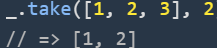 _.take([1, 2, 3], 2
// => [1, 2]